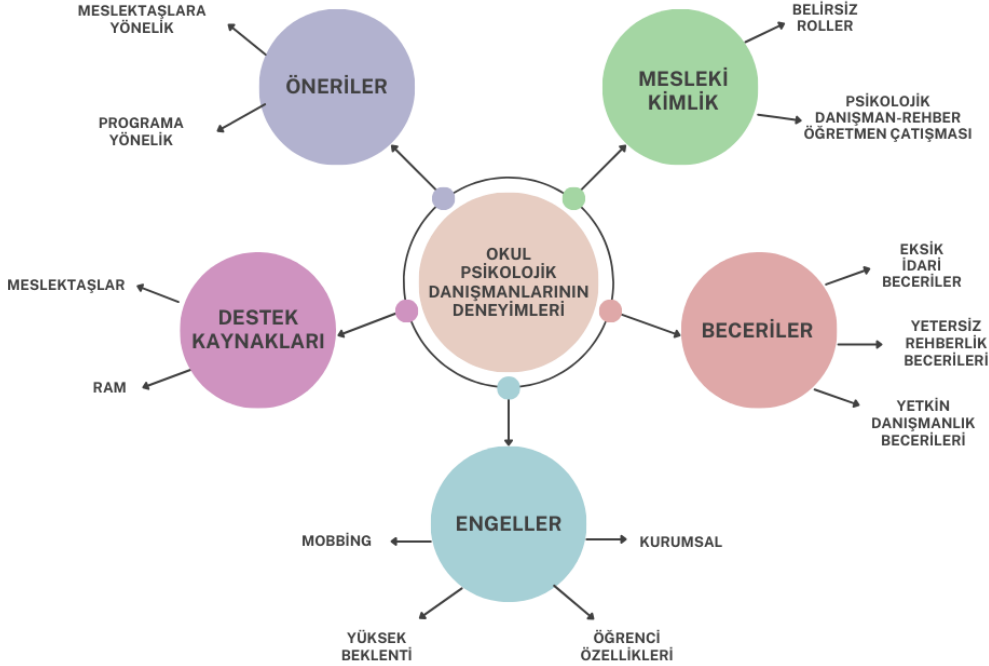 MESLEKTAŞLARA
YÖNELİK
ÖNERİLER
PROGRAMA
YÖNELİK
BELİRSİZ
ROLLER
MESLEKİ
KİMLİK
PSİKOLOJİK
DANIŞMAN-REHBER
ÖĞRETMEN ÇATIŞMASI
OKUL
PSİKOLOJİK
DANIŞMANLARININ
DENEYİMLERİ
MESLEKTAŞLAR
DESTEK
KAYNAKLARI
RAM
BECERİLER
EKSİK
İDARİ
BECERİLER
YETERSİZ
REHBERLİK
BECERİLERİ
YETKİN
DANIŞMANLIK
BECERİLERİ
ENGELLER
MOBBİNG
KURUMSAL
YÜKSEK
BEKLENTİ
ÖĞRENCİ
ÖZELLİKLERİ